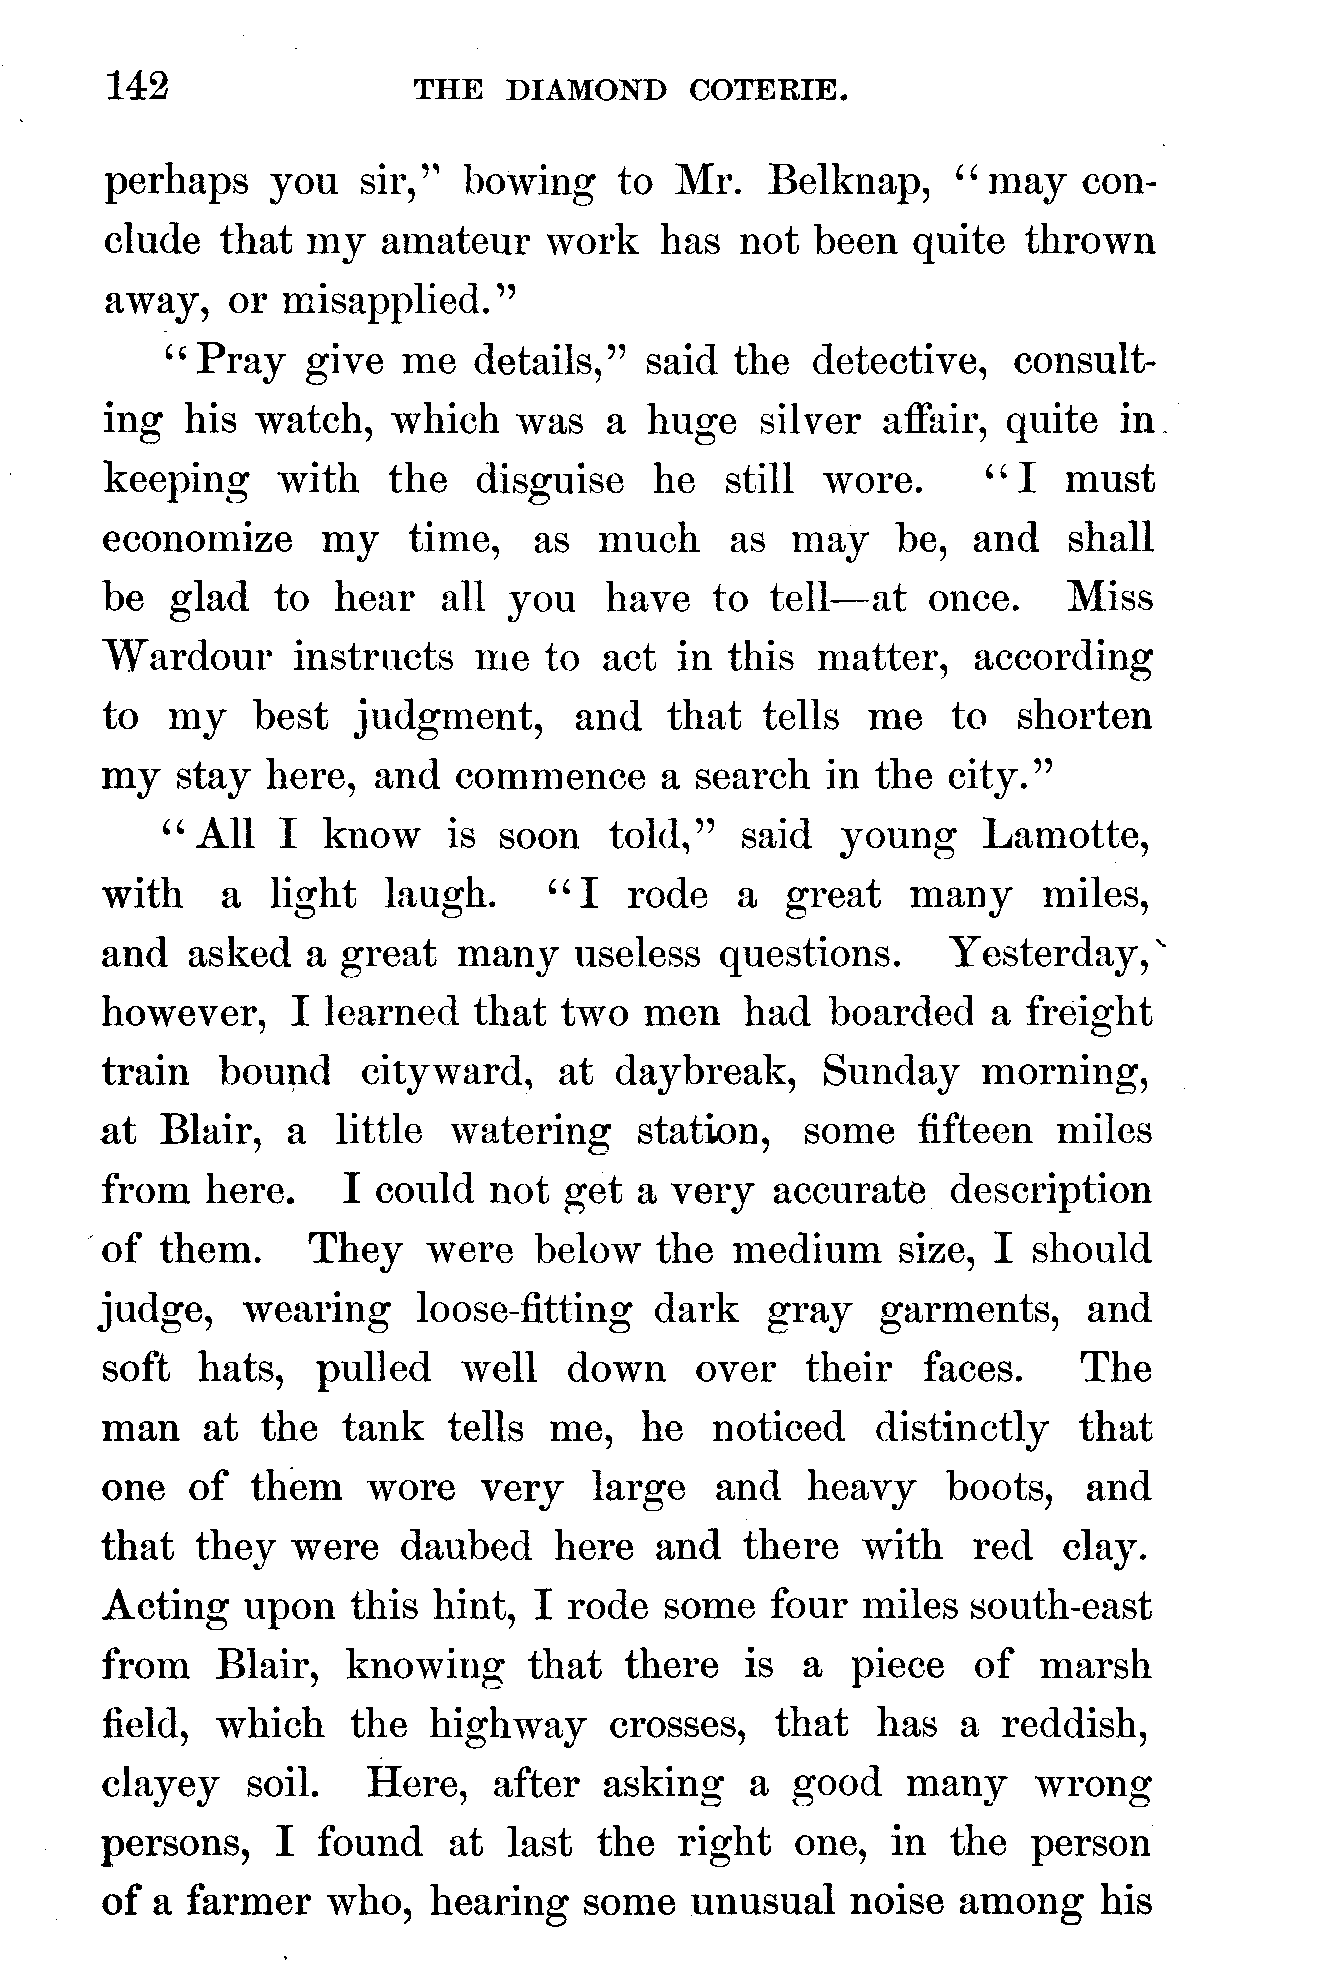 142 THE DIAMOND COTERIE.
perhaps you sir," bowing to Mr. Belknap, "may con-
clude that my amateur work has not been quite thrown
away, or misapplied."
"Pray give me details," said the detective, consult-
ing his watch, which was a huge silver affair, quite in
keeping with the disguise he still wore. "I must
economize my time, as much as may be, and shall
be glad to hear all you have to tell—at once. Miss
Wardour instructs me to act in this matter, according
to my best judgment, and that tells me to shorten
my stay here, and commence a search in the city."
"All I know is soon told," said young Lamotte,
with a light laugh. "I rode a great many miles,
and asked a great many useless questions. Yesterday,
however, I learned that two men had boarded a freight
train bound cityward, at daybreak, Sunday morning,
at Blair, a little watering station, some fifteen miles
from here. I could not get a very accurate description
of them. They were below the medium size, I should
judge, wearing loose-fitting dark gray garments, and
soft hats, pulled well down over their faces. The
man at the tank tells me, he noticed distinctly that
one of them wore very large and heavy boots, and
that they were daubed here and there with red clay.
Acting upon this hint, I rode some four miles south-east
from Blair, knowing that there is a piece of marsh
field, which the highway crosses, that has a reddish,
clayey soil. Here, after asking a good many wrong
persons, I found at last the right one, in the person
of a farmer who, hearing some unusual noise among his